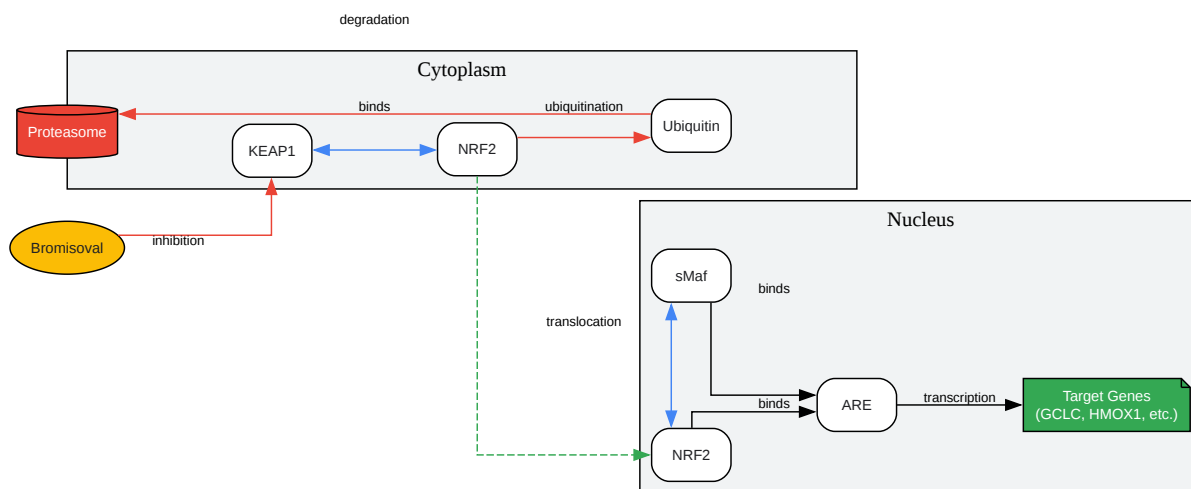 degradation
Cytoplasm
binds
ubiquitination
Proteasome
Ubiquitin
KEAP1
NRF2
Bromisoval
inhibition
Nucleus
sMaf
binds
translocation
binds
ARE
transcription
Target Genes
(GCLC, HMOX1, etc.)
NRF2